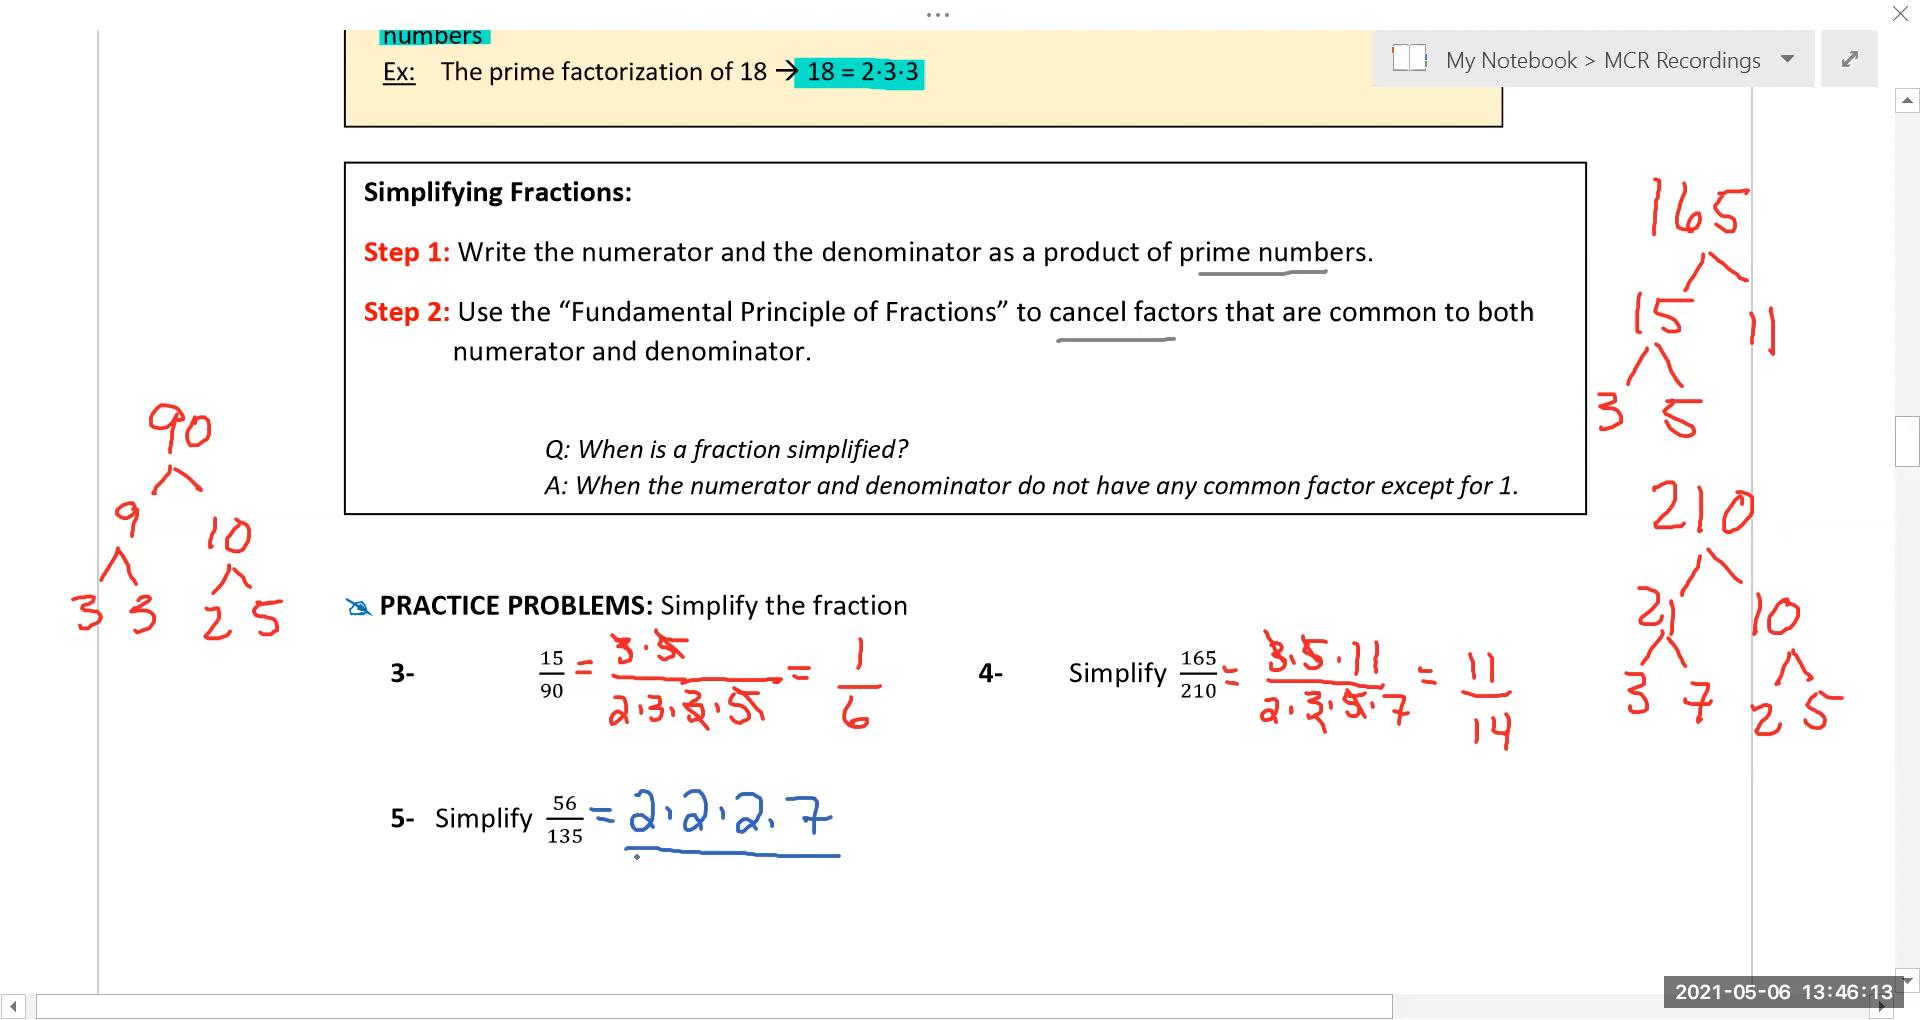 ...
My Notebook > MCR Recordings
numbers
Ex: The prime factorization of 18 → 18 = 2·3·3
Simplifying Fractions:
Step 1: Write the numerator and the denominator as a product of prime numbers.
Step 2: Use the “Fundamental Principle of Fractions” to cancel factors that are common to both
numerator and denominator.
Q: When is a fraction simplified?
A: When the numerator and denominator do not have any common factor except for 1.
165
15 11
3 5
90
9 10
3 3 2 5
210
21 10
3 7 2 5
PRACTICE PROBLEMS: Simplify the fraction
3- 15/90 = 3·5/2·3·3·5 = 1/6
4- Simplify 165/210 = 3·5·11/2·3·5·7 = 11/14
5- Simplify 56/135 = 2·2·2·7
2021-05-06 13:46:13